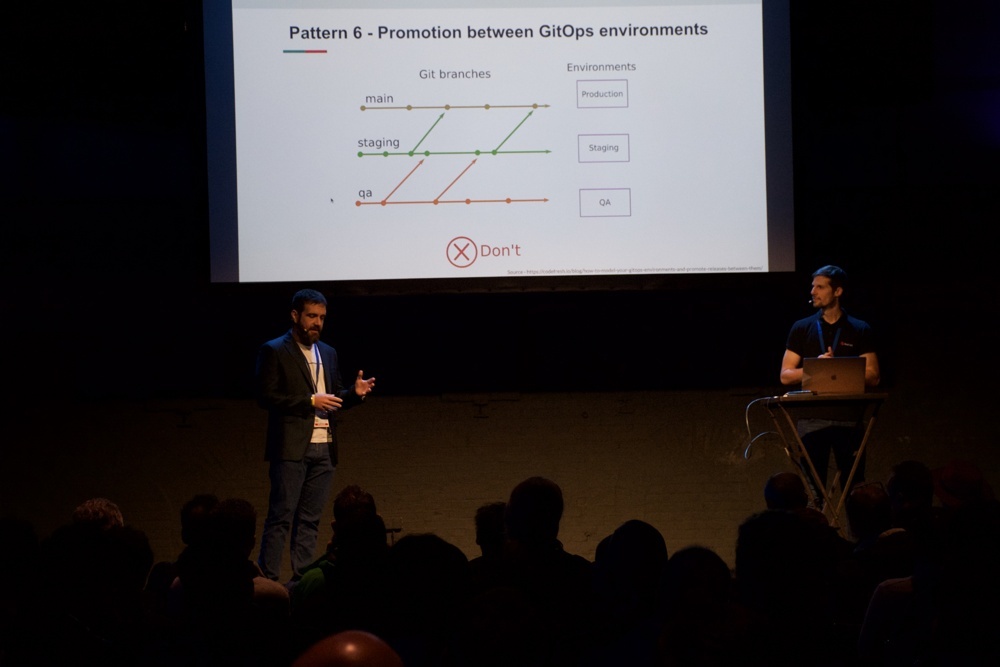 Pattern 6 - Promotion between GitOps environments
Git branches
Environments
main
Production
staging
Staging
qa
QA
Don't